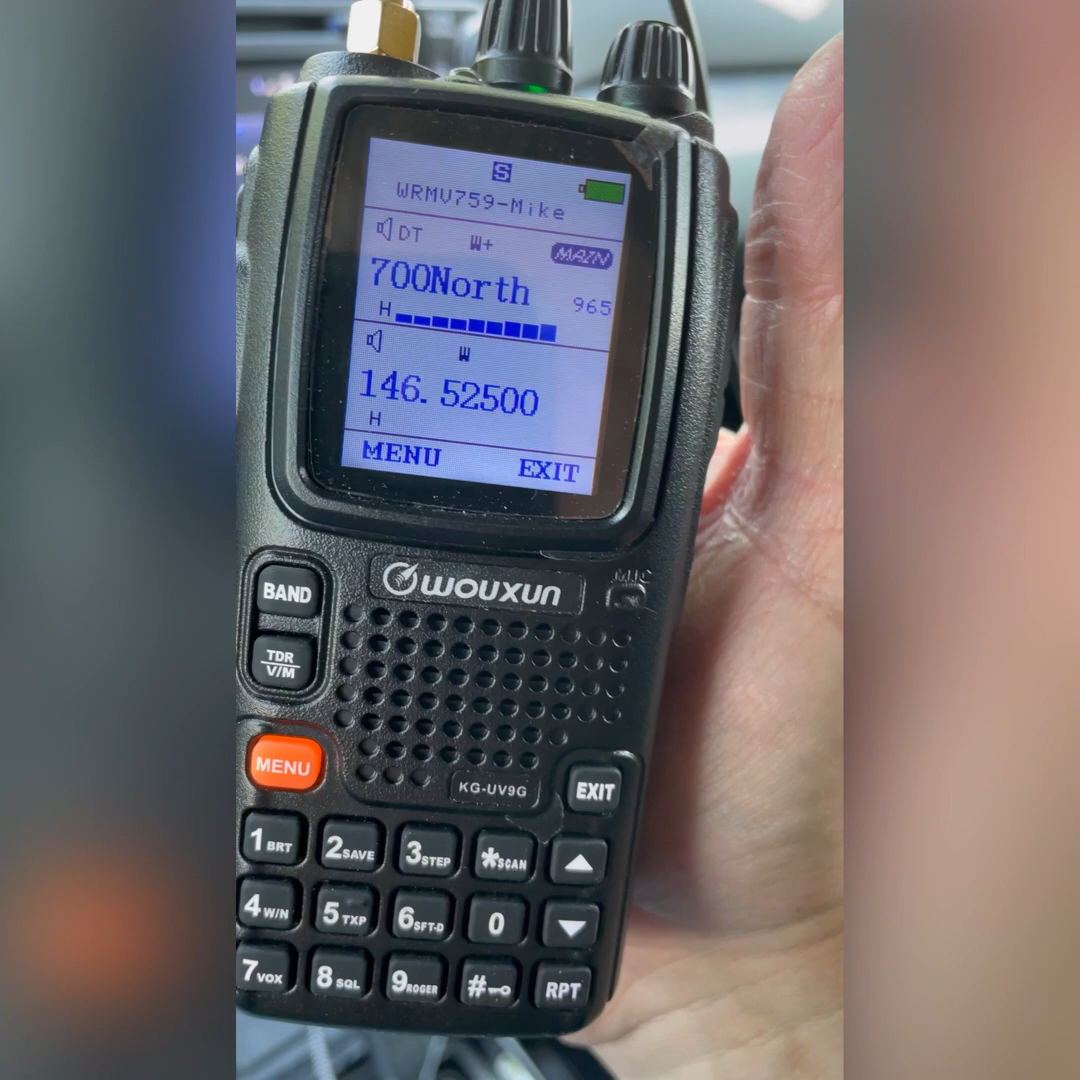 S
WRMV759-Mike
DT W+ MAIN
700North 965
H
W
146.52500
H
MENU EXIT
WOUXUN
MIC
BAND
TDR
V/M
MENU
KG-UV9G
EXIT
1BRT 2SAVE 3STEP *SCAN
4W/N 5TXP 6SFT-D 0
7VOX 8SQL 9ROGER # RPT